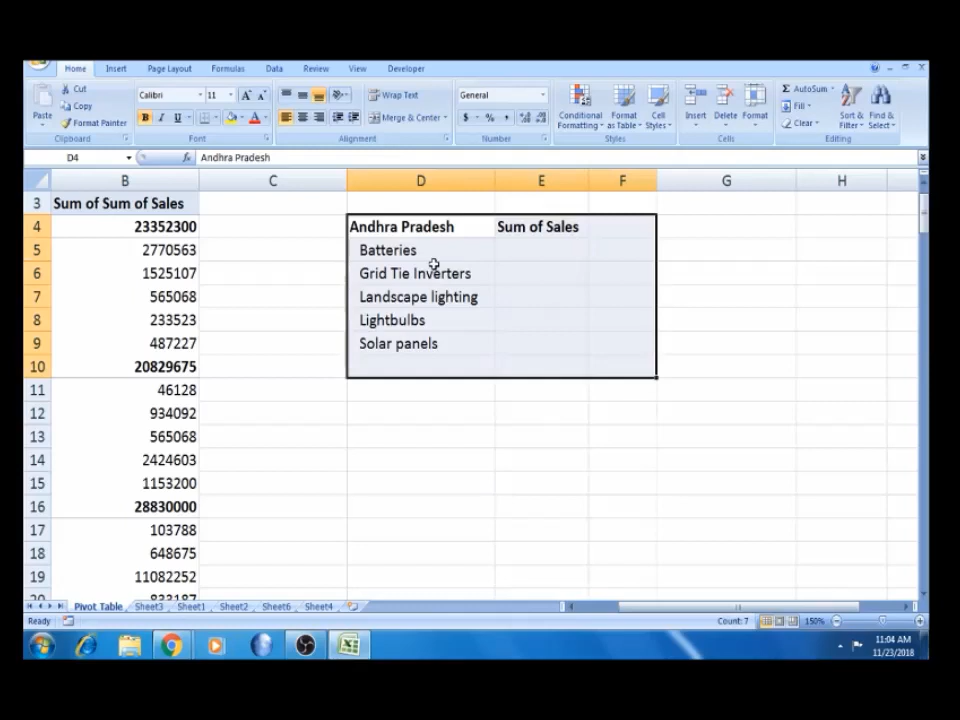 Home Insert Page Layout Formulas Data Review View Developer
Cut
Copy
Format Painter
Paste
Clipboard
Calibri 11
B I U
Font
Wrap Text
Merge & Center
Alignment
General
$ % ,
Number
Conditional Formatting
Format as Table
Cell Styles
Styles
Insert Delete Format
Cells
AutoSum
Fill
Clear
Sort & Filter
Find & Select
Editing
D4 fx Andhra Pradesh
B C D E F G H
3 Sum of Sum of Sales
4 23352300 Andhra Pradesh Sum of Sales
5 2770563 Batteries
6 1525107 Grid Tie Inverters
7 565068 Landscape lighting
8 233523 Lightbulbs
9 487227 Solar panels
10 20829675
11 46128
12 934092
13 565068
14 2424603
15 1153200
16 28830000
17 103788
18 648675
19 11082252
20 833187
Pivot Table Sheet3 Sheet1 Sheet2 Sheet6 Sheet4
Ready Count: 7 150%
11:04 AM
11/23/2018